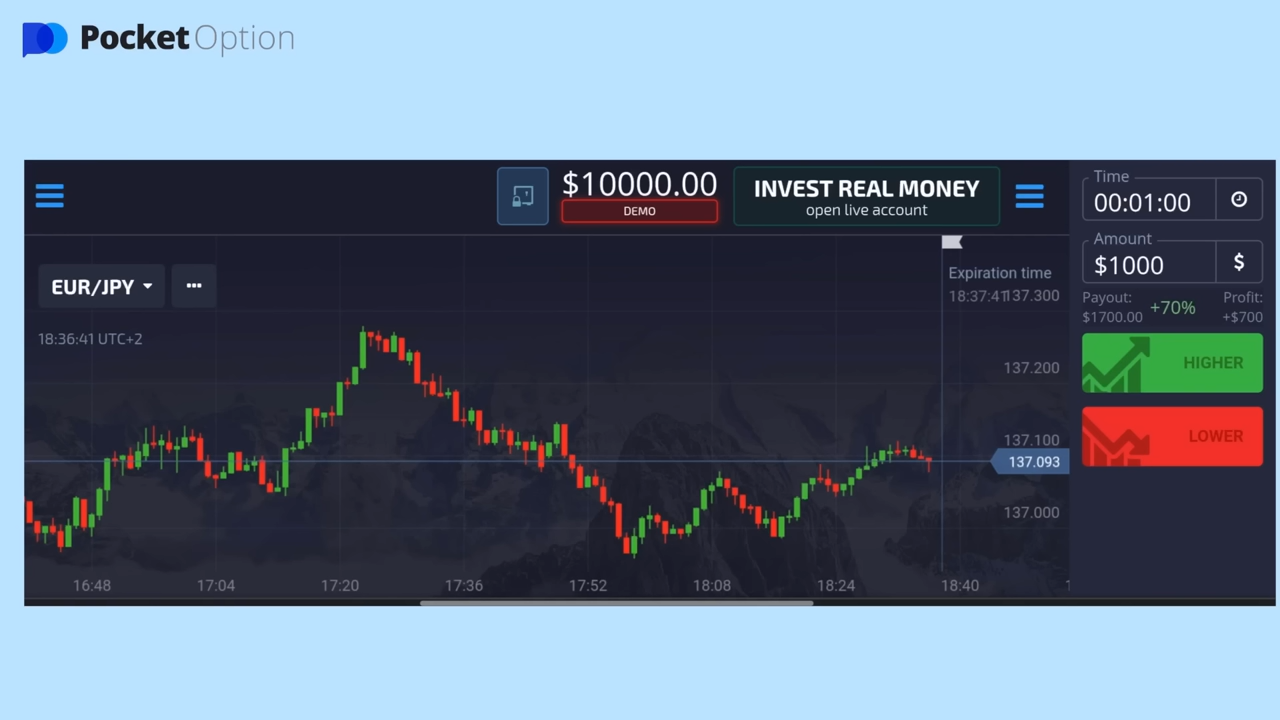 Pocket Option
$10000.00
DEMO
INVEST REAL MONEY
open live account
Time
00:01:00
Amount
$1000
$
Payout:
$1700.00
+70%
Profit:
+$700
HIGHER
LOWER
EUR/JPY
18:36:41 UTC+2
Expiration time
18:37:41
137.300
137.200
137.100
137.093
137.000
16:48
17:04
17:20
17:36
17:52
18:08
18:24
18:40